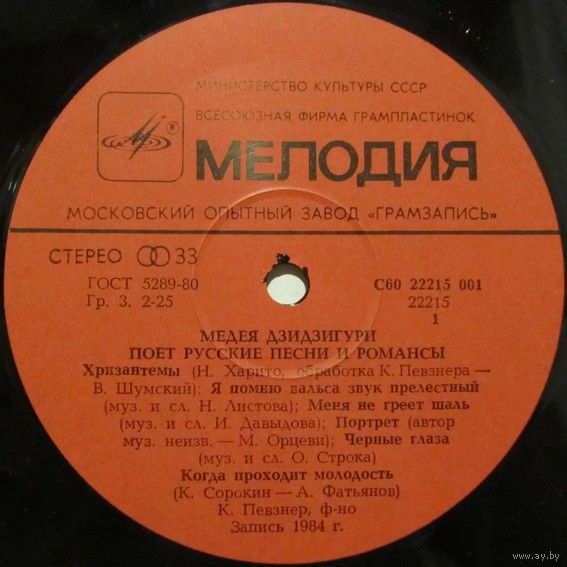 МИНИСТЕРСТВО КУЛЬТУРЫ СССР
ВСЕСОЮЗНАЯ ФИРМА ГРАМПЛАСТИНОК
®
МЕЛОДИЯ
МОСКОВСКИЙ ОПЫТНЫЙ ЗАВОД «ГРАМЗАПИСЬ»
СТЕРЕО 33
ГОСТ 5289-80
Гр. 3. 2-25
С60 22215 001
22215
1
МЕДЕЯ ДЗИДЗИГУРИ
ПОЕТ РУССКИЕ ПЕСНИ И РОМАНСЫ
Хризантемы (Н. Харито, обработка К. Певзнера —
В. Шумский); Я помню вальса звук прелестный
(муз. и сл. Н. Листова); Меня не греет шаль
(муз. и сл. И. Давыдова); Портрет (автор
муз. неизв. — М. Орцеви); Черные глаза
(муз. и сл. О. Строка)
Когда проходит молодость
(К. Сорокин — А. Фатьянов)
К. Певзнер, ф-но
Запись 1984 г.
www.ay.by